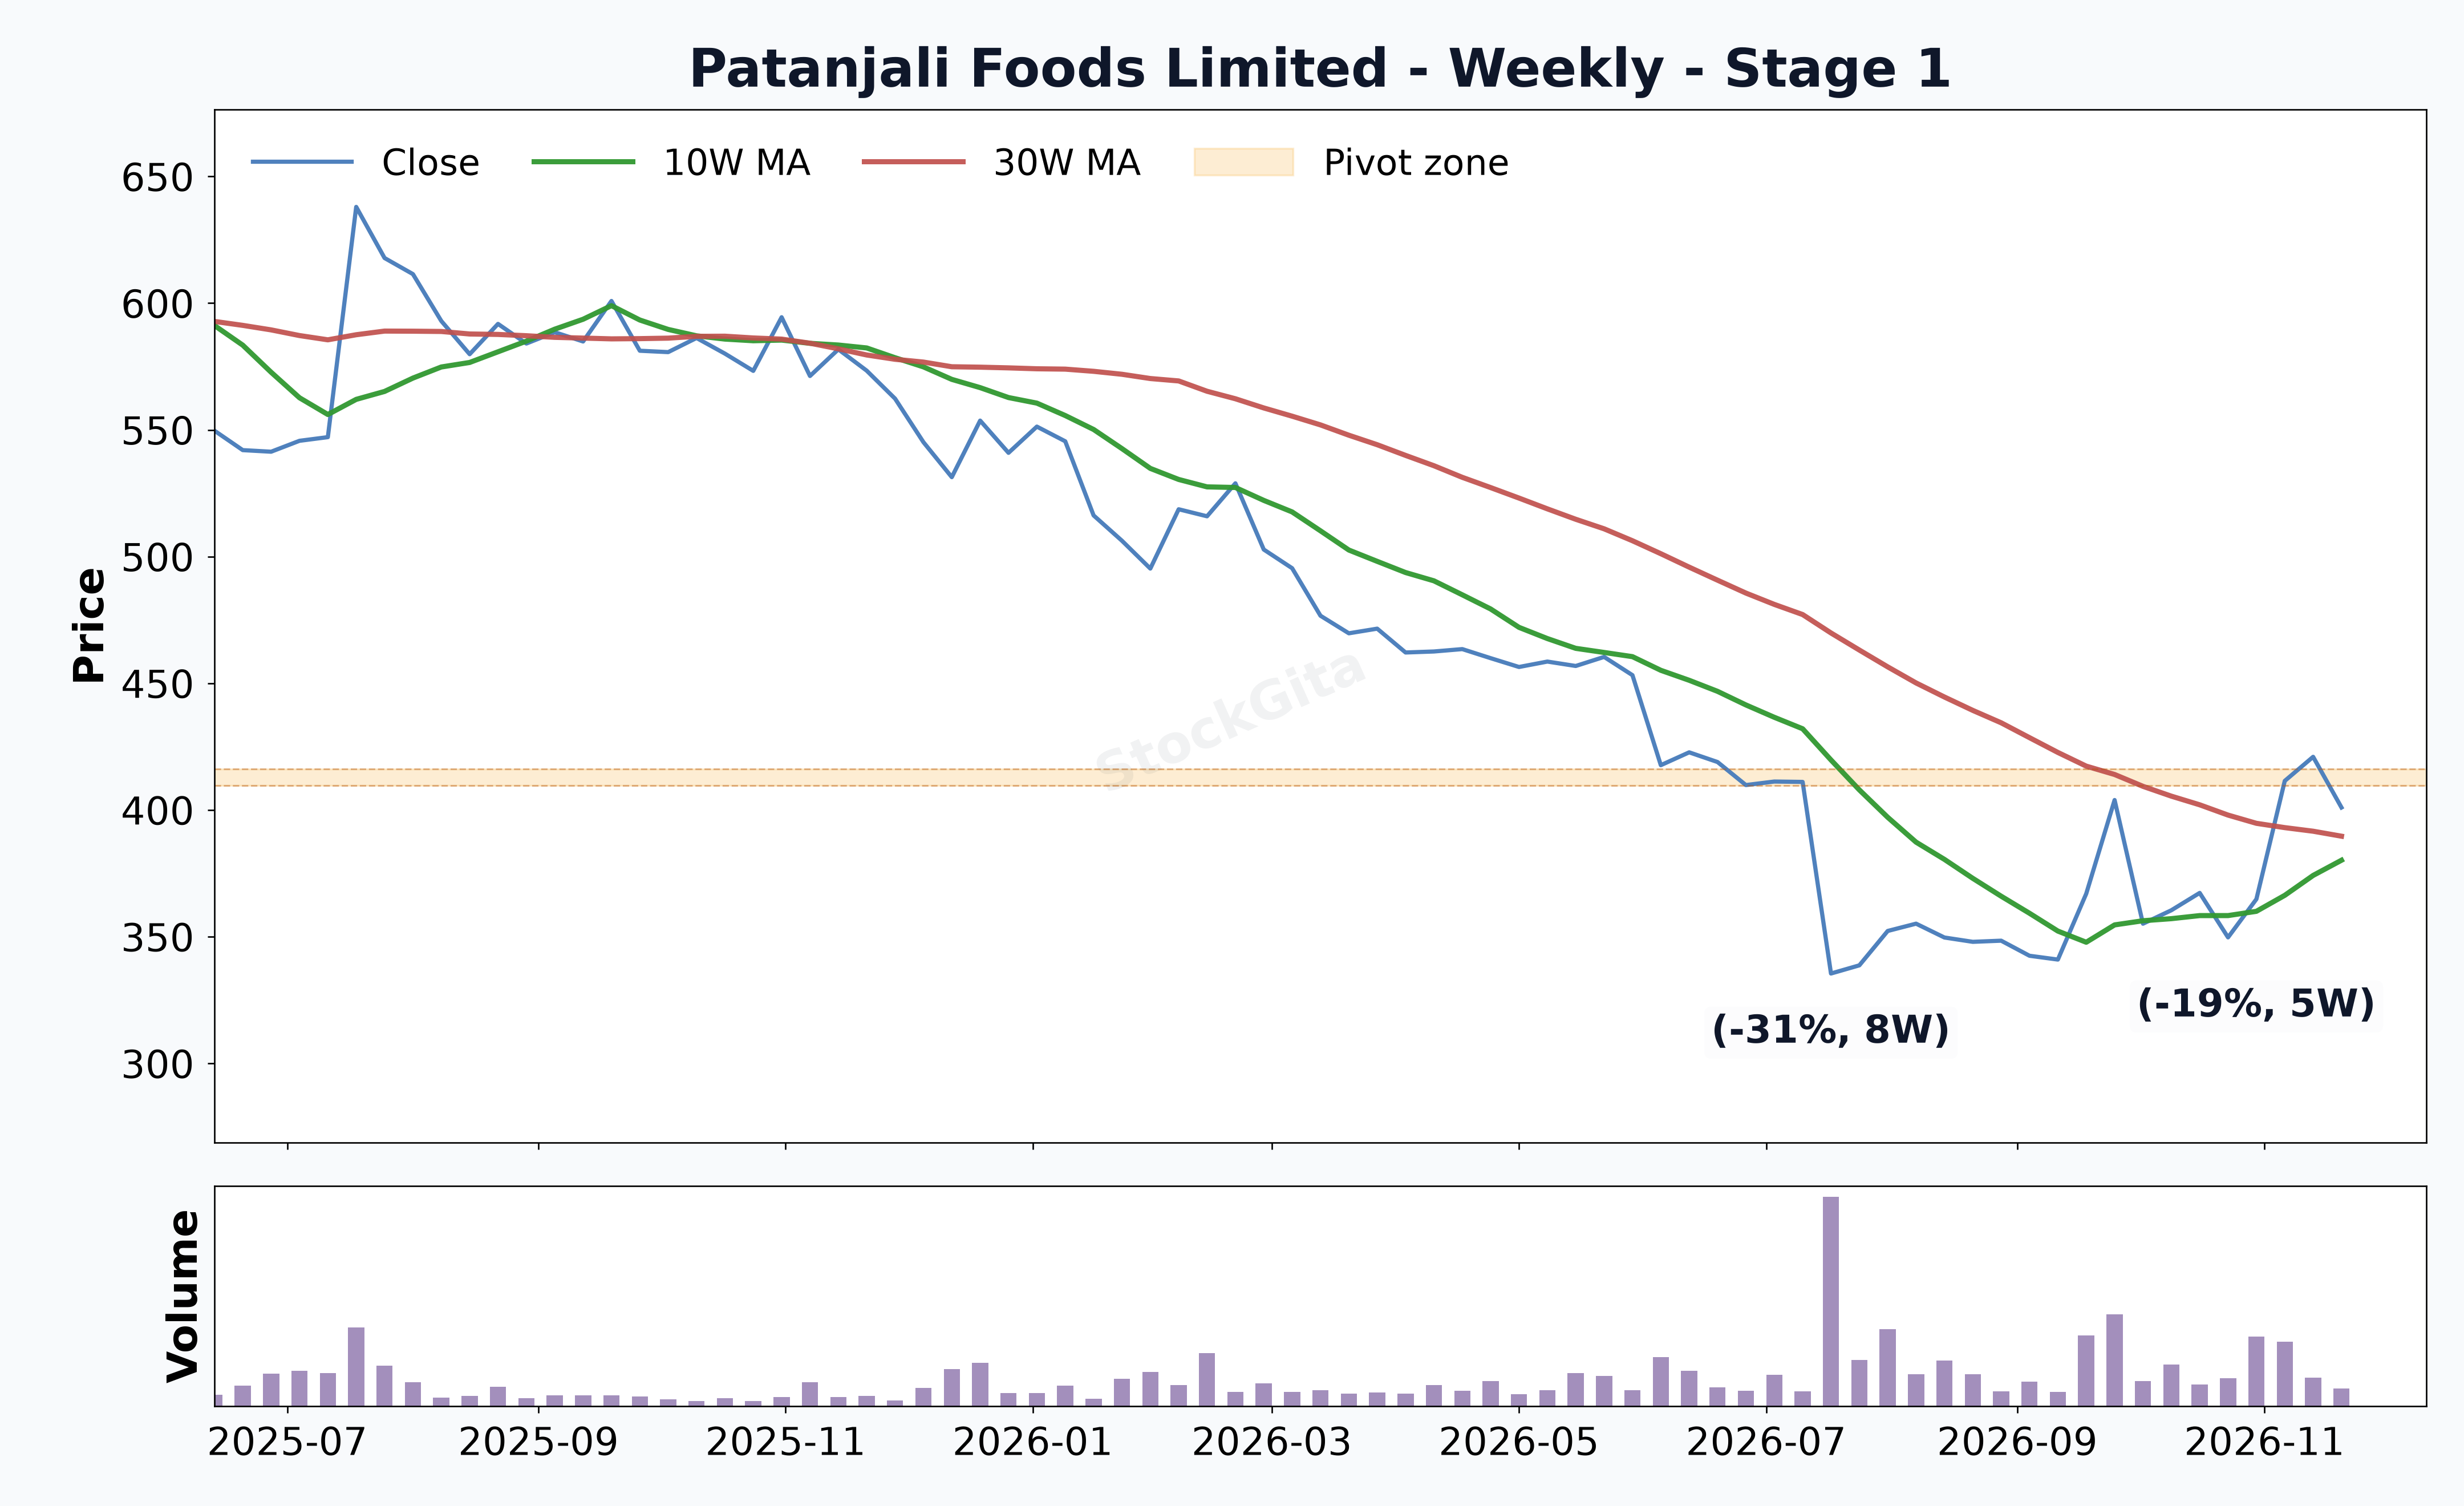 Patanjali Foods Limited - Weekly - Stage 1
Close 10W MA 30W MA Pivot zone
650
600
550
500
450
400
350
300
Price
StockGita
(-31%, 8W)
(-19%, 5W)
Volume
2025-07 2025-09 2025-11 2026-01 2026-03 2026-05 2026-07 2026-09 2026-11